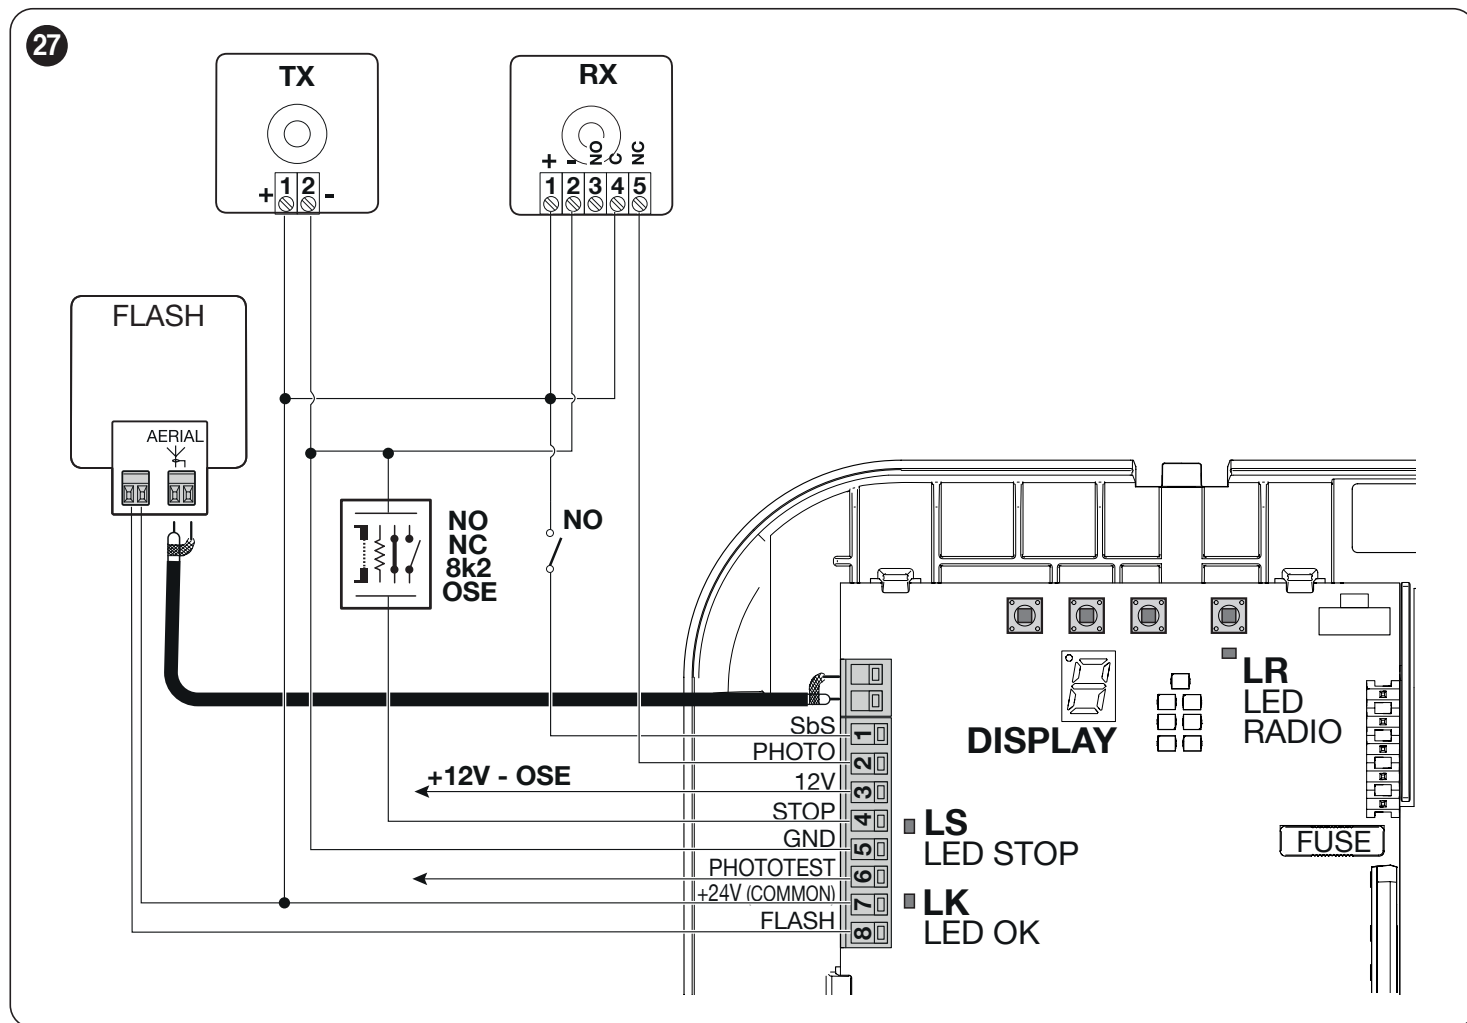 27
TX
+ 1 2 -
RX
+ - NO C NC
1 2 3 4 5
FLASH
AERIAL
NO
NC
8k2
OSE
NO
SbS 1
PHOTO 2
+12V - OSE
12V 3
STOP 4
GND 5
PHOTOTEST 6
+24V (COMMON) 7
FLASH 8
DISPLAY
LR
LED
RADIO
LS
LED STOP
LK
LED OK
FUSE